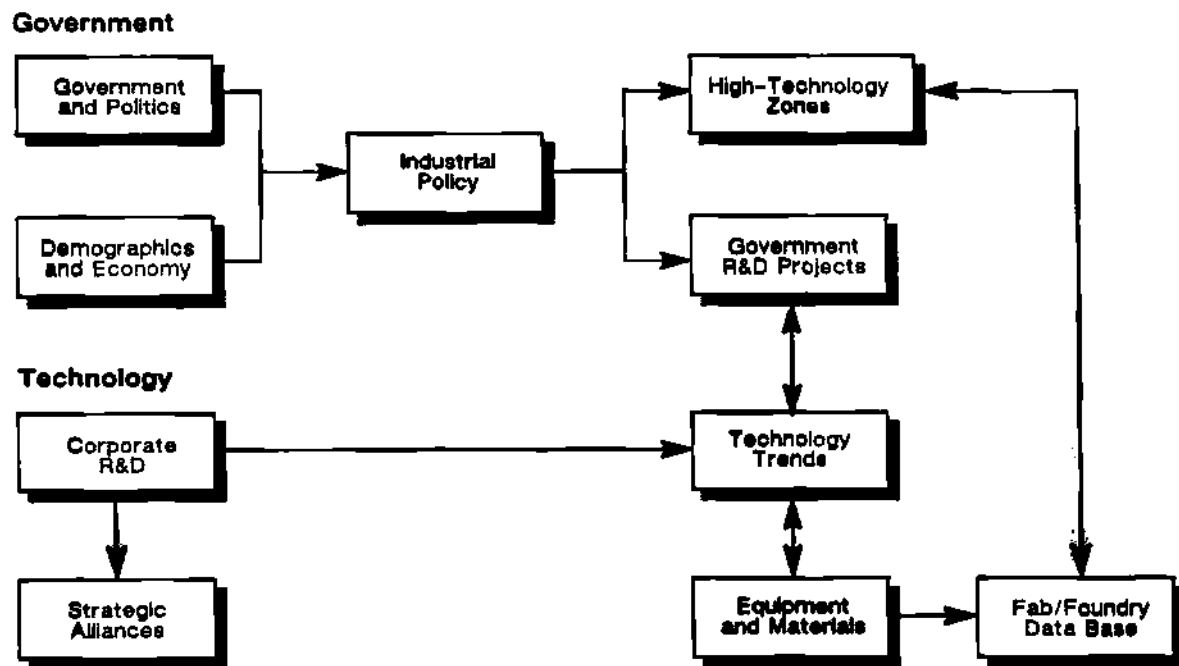 Government
Government
and Politics
High-Technology
Zones
Industrial
Policy
Demographics
and Economy
Government
R&D Projects
Technology
Corporate
R&D
Technology
Trends
Strategic
Alliances
Equipment
and Materials
Fab/Foundry
Data Base